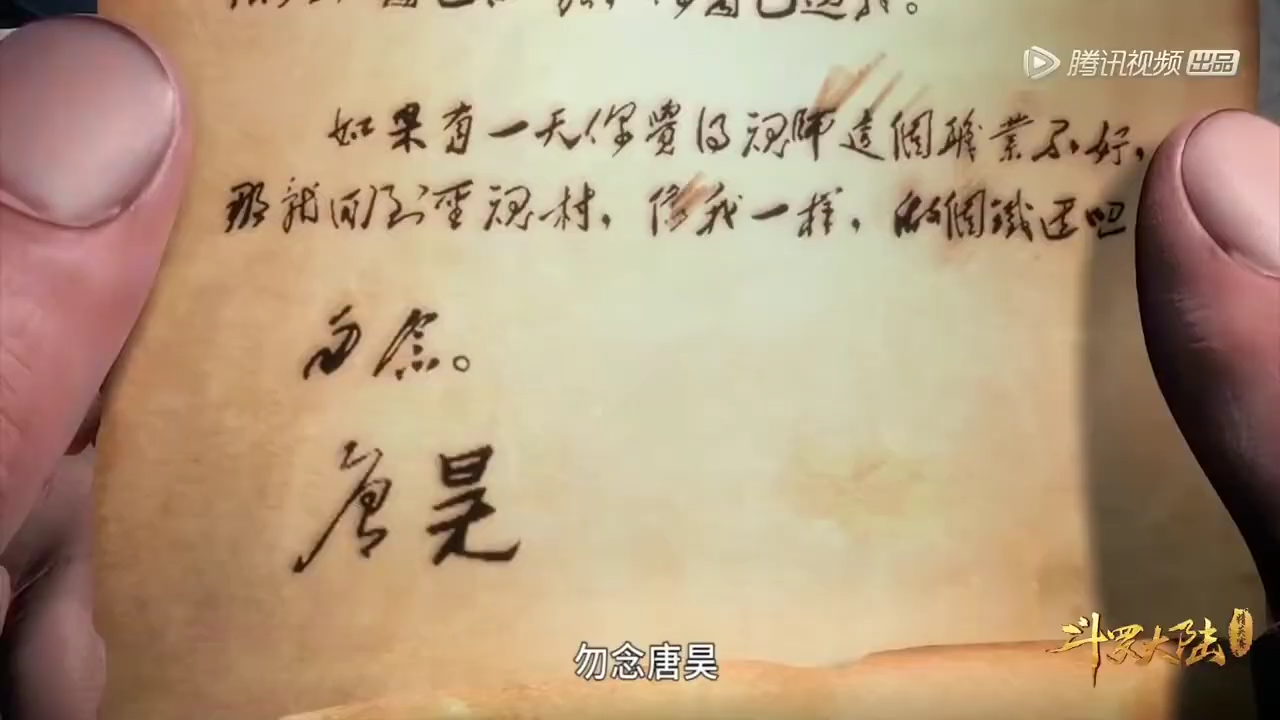 腾讯视频 出品
如果有一天你覺得魂師這個職業不好,
那就回到聖魂村,像我一樣,做個鐵匠吧
勿念。
唐昊
勿念唐昊
斗罗大陆